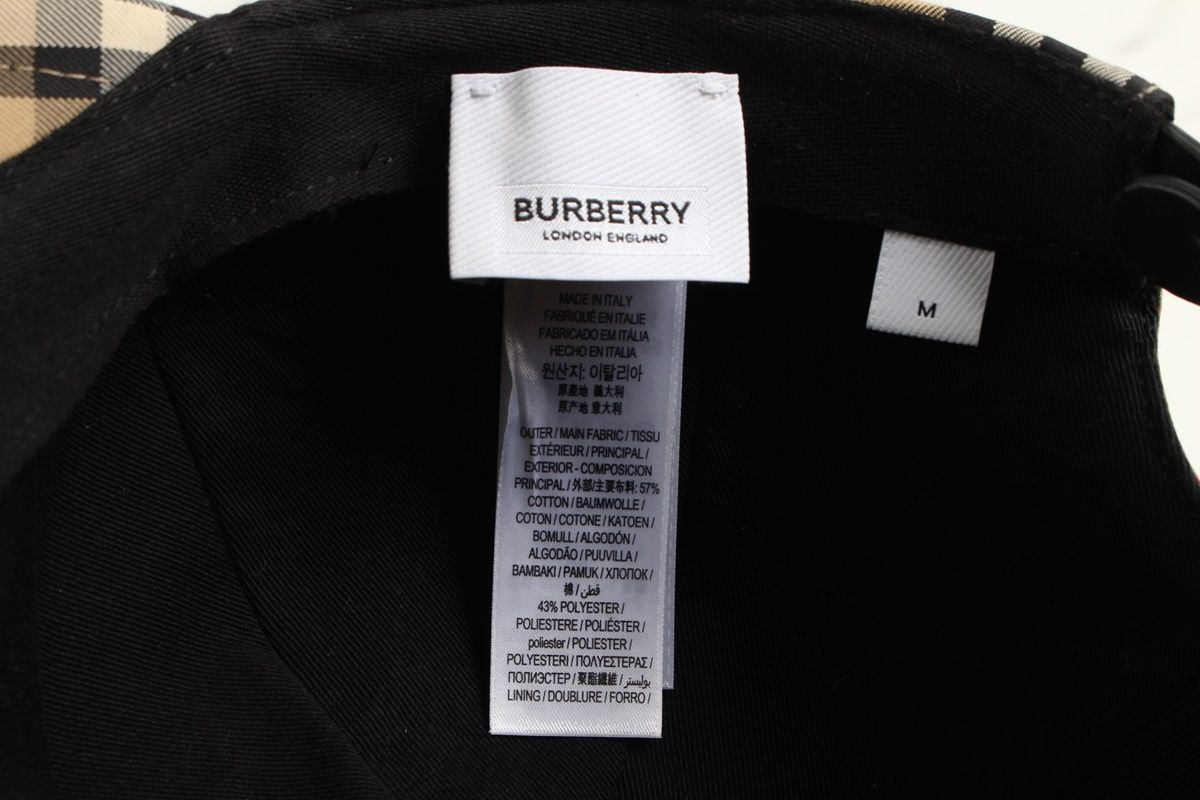 BURBERRY
LONDON ENGLAND
M
MADE IN ITALY
FABRIQUÉ EN ITALIE
FABRICADO EM ITÁLIA
HECHO EN ITALIA
원산지: 이탈리아
原產地 義大利
原产地 意大利
OUTER / MAIN FABRIC / TISSU
EXTÉRIEUR / PRINCIPAL /
EXTERIOR - COMPOSICION
PRINCIPAL / 外部/主要布料: 57%
COTTON / BAUMWOLLE /
COTON / COTONE / KATOEN /
BOMULL / ALGODÓN /
ALGODÃO / PUUVILLA /
BAMBAKI / PAMUK / ХЛОПОК /
棉 / قطن
43% POLYESTER /
POLIESTERE / POLIÉSTER /
poliester / POLIESTER /
POLYESTERI / ΠΟΛΥΕΣΤΕΡΑΣ /
ПОЛИЭСТЕР / 聚酯纖維 / بوليستر
LINING / DOUBLURE / FORRO /